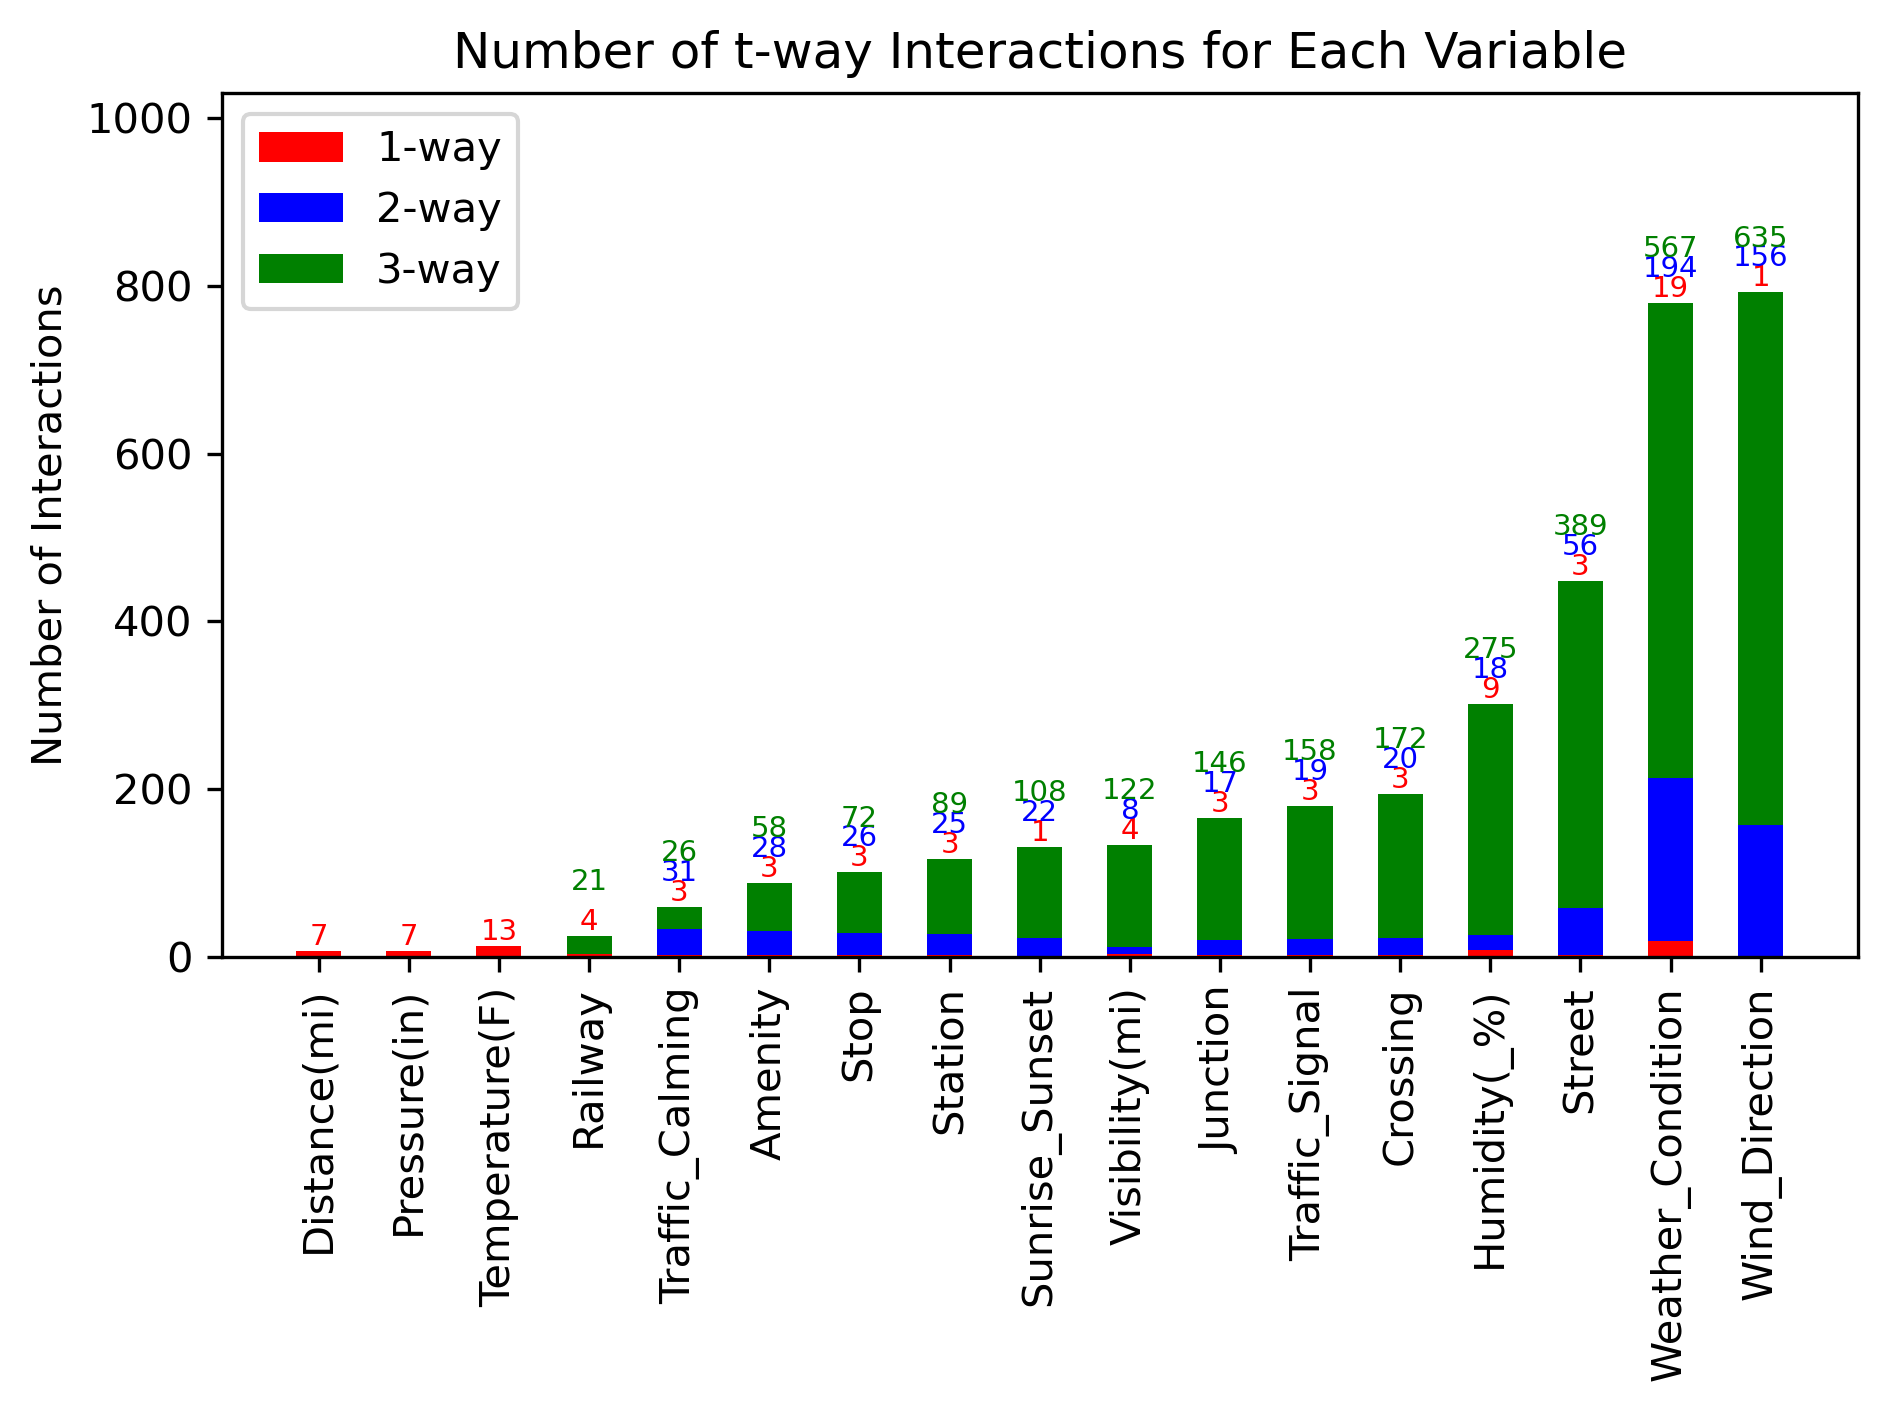 Number of t-way Interactions for Each Variable
1-way
2-way
3-way
Number of Interactions
1000
800
600
400
200
0
7
7
13
21
4
26
31
3
58
28
3
72
26
3
89
25
3
108
22
1
122
8
4
146
17
3
158
19
3
172
20
3
275
18
9
389
56
3
567
194
19
635
156
1
Distance(mi)
Pressure(in)
Temperature(F)
Railway
Traffic_Calming
Amenity
Stop
Station
Sunrise_Sunset
Visibility(mi)
Junction
Traffic_Signal
Crossing
Humidity(_%)
Street
Weather_Condition
Wind_Direction